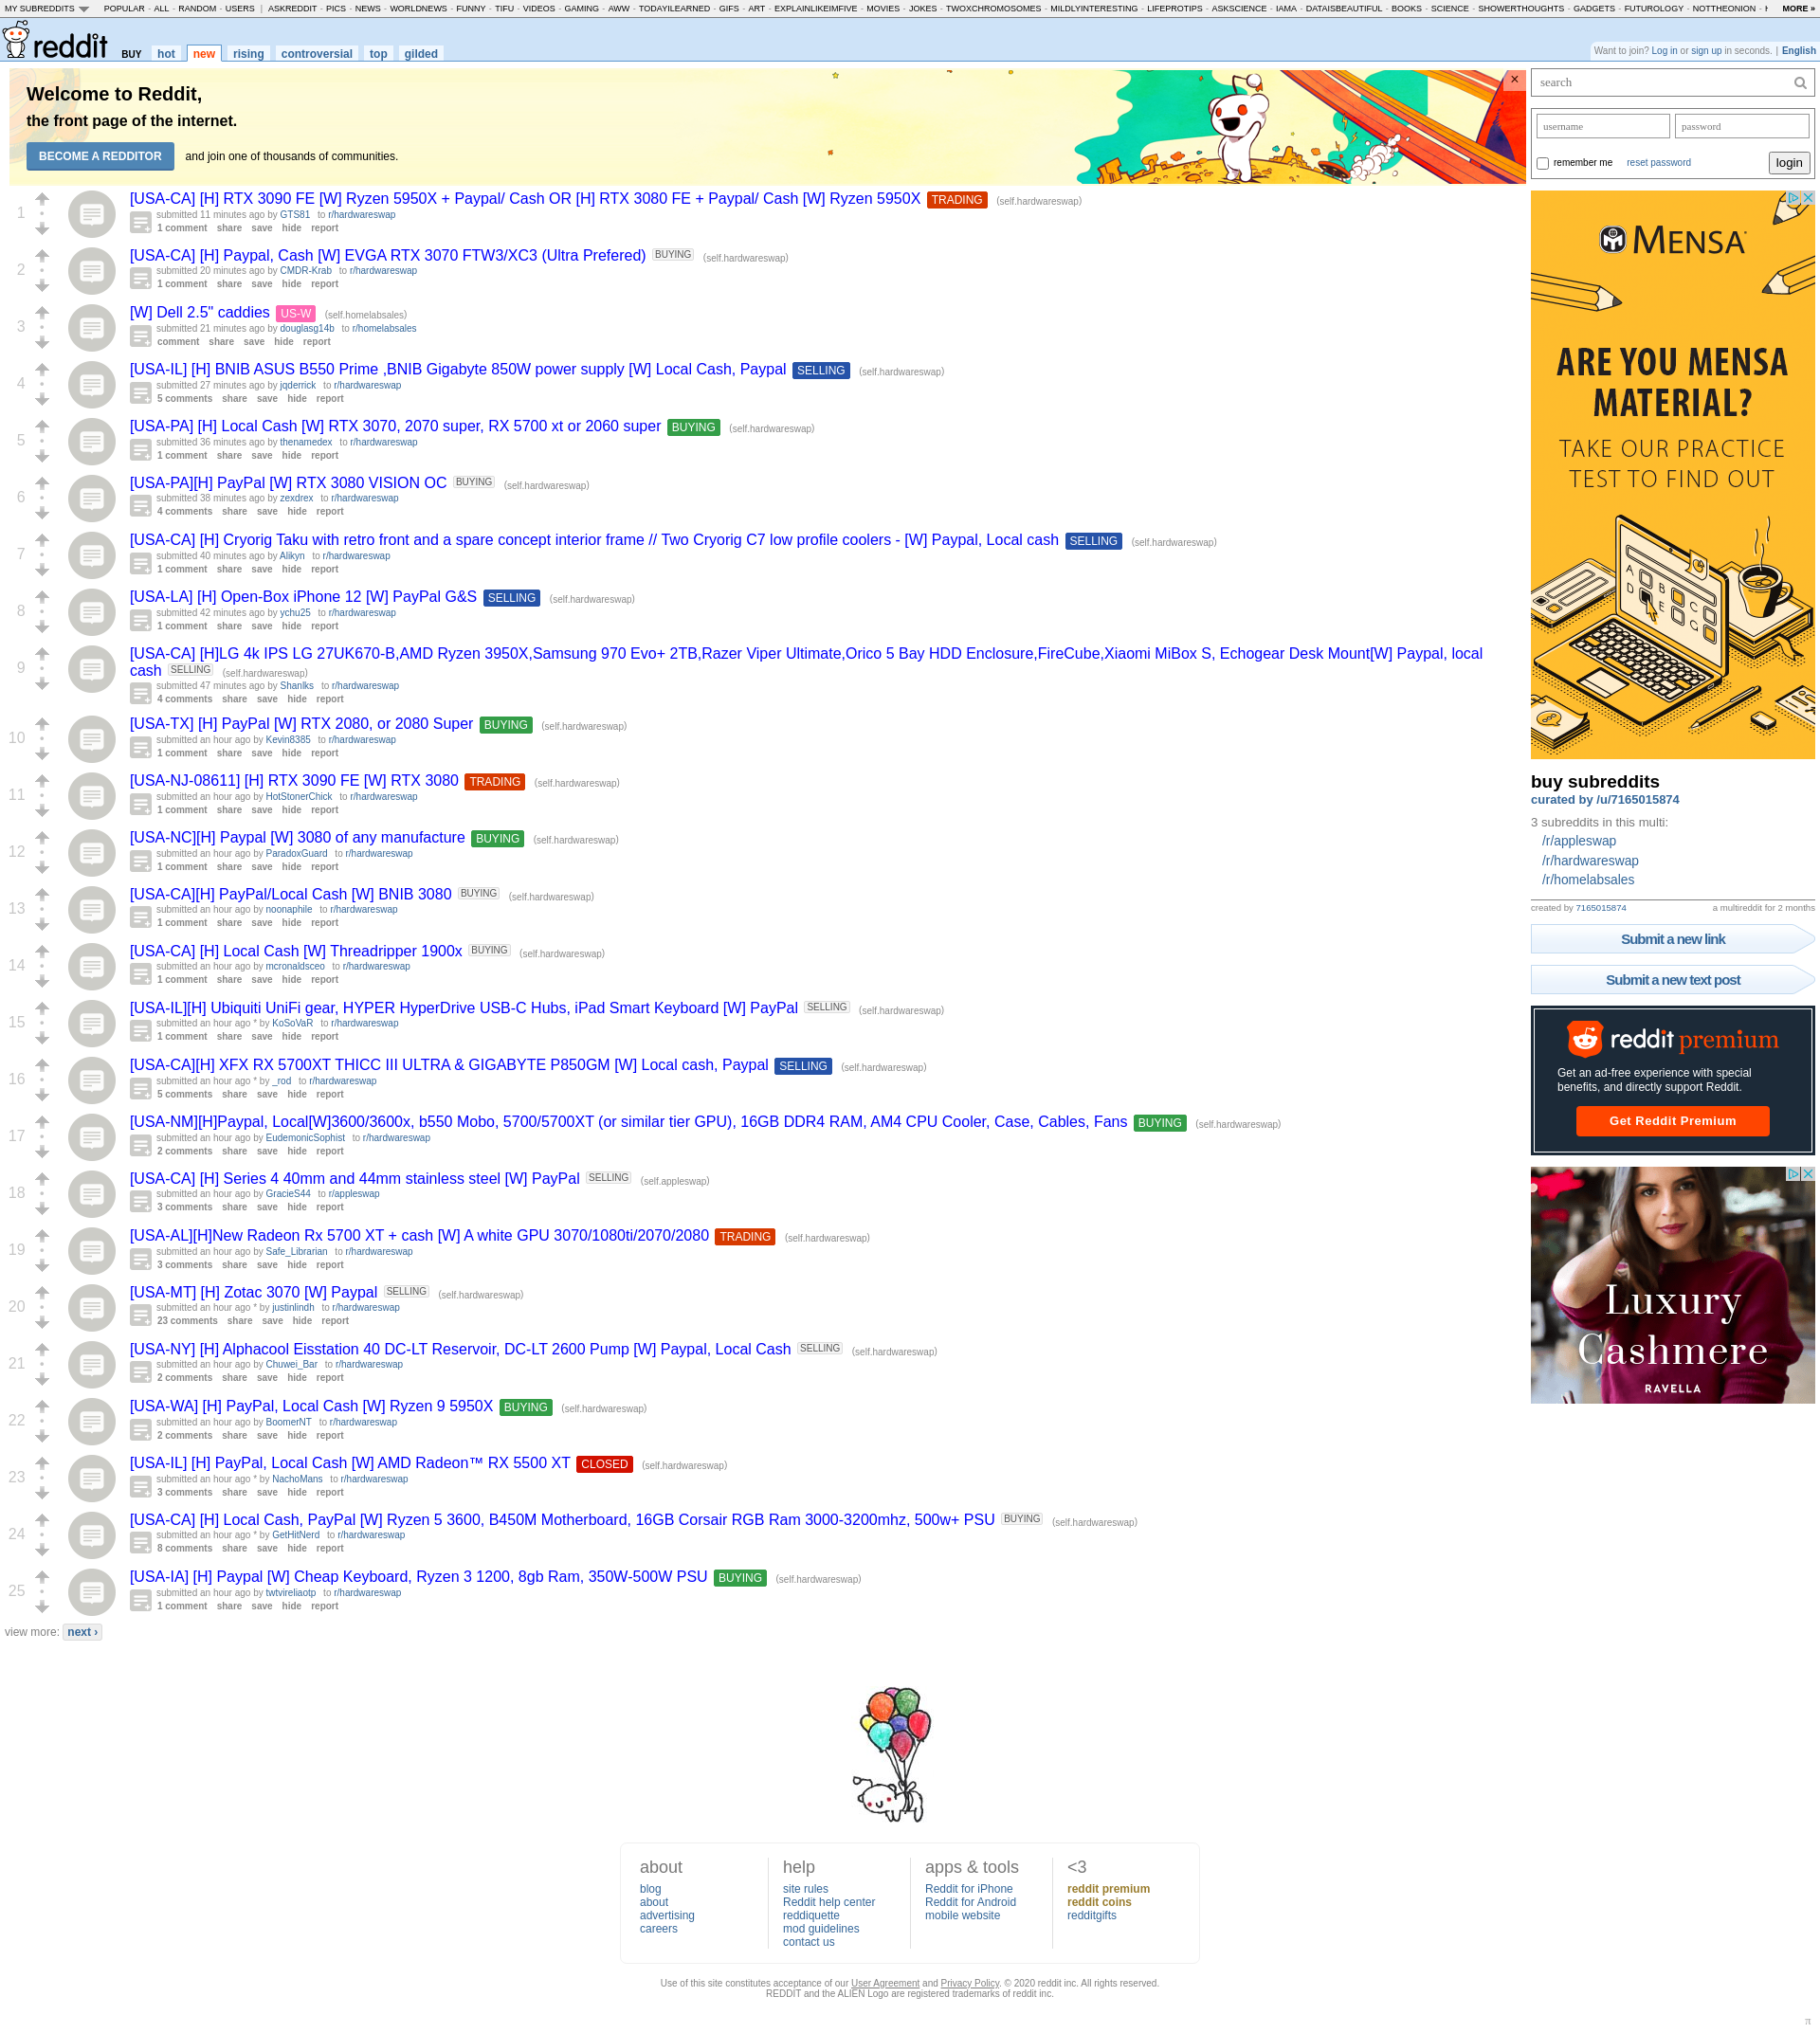 MY SUBREDDITS POPULAR - ALL - RANDOM - USERS | ASKREDDIT - PICS - NEWS - WORLDNEWS - FUNNY - TIFU - VIDEOS - GAMING - AWW - TODAYILEARNED - GIFS - ART - EXPLAINLIKEIMFIVE - MOVIES - JOKES - TWOXCHROMOSOMES - MILDLYINTERESTING - LIFEPROTIPS - ASKSCIENCE - IAMA - DATAISBEAUTIFUL - BOOKS - SCIENCE - SHOWERTHOUGHTS - GADGETS - FUTUROLOGY - NOTTHEONION - MORE »
reddit BUY hot new rising controversial top gilded
Want to join? Log in or sign up in seconds. | English
Welcome to Reddit,
the front page of the internet.
BECOME A REDDITOR and join one of thousands of communities.
×
1
[USA-CA] [H] RTX 3090 FE [W] Ryzen 5950X + Paypal/ Cash OR [H] RTX 3080 FE + Paypal/ Cash [W] Ryzen 5950X TRADING (self.hardwareswap)
submitted 11 minutes ago by GTS81 to r/hardwareswap
1 comment share save hide report
2
[USA-CA] [H] Paypal, Cash [W] EVGA RTX 3070 FTW3/XC3 (Ultra Prefered) BUYING (self.hardwareswap)
submitted 20 minutes ago by CMDR-Krab to r/hardwareswap
1 comment share save hide report
3
[W] Dell 2.5" caddies US-W (self.homelabsales)
submitted 21 minutes ago by douglasg14b to r/homelabsales
comment share save hide report
4
[USA-IL] [H] BNIB ASUS B550 Prime ,BNIB Gigabyte 850W power supply [W] Local Cash, Paypal SELLING (self.hardwareswap)
submitted 27 minutes ago by jqderrick to r/hardwareswap
5 comments share save hide report
5
[USA-PA] [H] Local Cash [W] RTX 3070, 2070 super, RX 5700 xt or 2060 super BUYING (self.hardwareswap)
submitted 36 minutes ago by thenamedex to r/hardwareswap
1 comment share save hide report
6
[USA-PA][H] PayPal [W] RTX 3080 VISION OC BUYING (self.hardwareswap)
submitted 38 minutes ago by zexdrex to r/hardwareswap
4 comments share save hide report
7
[USA-CA] [H] Cryorig Taku with retro front and a spare concept interior frame // Two Cryorig C7 low profile coolers - [W] Paypal, Local cash SELLING (self.hardwareswap)
submitted 40 minutes ago by Alikyn to r/hardwareswap
1 comment share save hide report
8
[USA-LA] [H] Open-Box iPhone 12 [W] PayPal G&S SELLING (self.hardwareswap)
submitted 42 minutes ago by ychu25 to r/hardwareswap
1 comment share save hide report
9
[USA-CA] [H]LG 4k IPS LG 27UK670-B,AMD Ryzen 3950X,Samsung 970 Evo+ 2TB,Razer Viper Ultimate,Orico 5 Bay HDD Enclosure,FireCube,Xiaomi MiBox S, Echogear Desk Mount[W] Paypal, local
cash SELLING (self.hardwareswap)
submitted 47 minutes ago by Shanlks to r/hardwareswap
4 comments share save hide report
10
[USA-TX] [H] PayPal [W] RTX 2080, or 2080 Super BUYING (self.hardwareswap)
submitted an hour ago by Kevin8385 to r/hardwareswap
1 comment share save hide report
11
[USA-NJ-08611] [H] RTX 3090 FE [W] RTX 3080 TRADING (self.hardwareswap)
submitted an hour ago by HotStonerChick to r/hardwareswap
1 comment share save hide report
12
[USA-NC][H] Paypal [W] 3080 of any manufacture BUYING (self.hardwareswap)
submitted an hour ago by ParadoxGuard to r/hardwareswap
1 comment share save hide report
13
[USA-CA][H] PayPal/Local Cash [W] BNIB 3080 BUYING (self.hardwareswap)
submitted an hour ago by noonaphile to r/hardwareswap
1 comment share save hide report
14
[USA-CA] [H] Local Cash [W] Threadripper 1900x BUYING (self.hardwareswap)
submitted an hour ago by mcronaldsceo to r/hardwareswap
1 comment share save hide report
15
[USA-IL][H] Ubiquiti UniFi gear, HYPER HyperDrive USB-C Hubs, iPad Smart Keyboard [W] PayPal SELLING (self.hardwareswap)
submitted an hour ago * by KoSoVaR to r/hardwareswap
1 comment share save hide report
16
[USA-CA][H] XFX RX 5700XT THICC III ULTRA & GIGABYTE P850GM [W] Local cash, Paypal SELLING (self.hardwareswap)
submitted an hour ago * by _rod to r/hardwareswap
5 comments share save hide report
17
[USA-NM][H]Paypal, Local[W]3600/3600x, b550 Mobo, 5700/5700XT (or similar tier GPU), 16GB DDR4 RAM, AM4 CPU Cooler, Case, Cables, Fans BUYING (self.hardwareswap)
submitted an hour ago by EudemonicSophist to r/hardwareswap
2 comments share save hide report
18
[USA-CA] [H] Series 4 40mm and 44mm stainless steel [W] PayPal SELLING (self.appleswap)
submitted an hour ago by GracieS44 to r/appleswap
3 comments share save hide report
19
[USA-AL][H]New Radeon Rx 5700 XT + cash [W] A white GPU 3070/1080ti/2070/2080 TRADING (self.hardwareswap)
submitted an hour ago by Safe_Librarian to r/hardwareswap
3 comments share save hide report
20
[USA-MT] [H] Zotac 3070 [W] Paypal SELLING (self.hardwareswap)
submitted an hour ago * by justinlindh to r/hardwareswap
23 comments share save hide report
21
[USA-NY] [H] Alphacool Eisstation 40 DC-LT Reservoir, DC-LT 2600 Pump [W] Paypal, Local Cash SELLING (self.hardwareswap)
submitted an hour ago by Chuwei_Bar to r/hardwareswap
2 comments share save hide report
22
[USA-WA] [H] PayPal, Local Cash [W] Ryzen 9 5950X BUYING (self.hardwareswap)
submitted an hour ago by BoomerNT to r/hardwareswap
2 comments share save hide report
23
[USA-IL] [H] PayPal, Local Cash [W] AMD Radeon™ RX 5500 XT CLOSED (self.hardwareswap)
submitted an hour ago * by NachoMans to r/hardwareswap
3 comments share save hide report
24
[USA-CA] [H] Local Cash, PayPal [W] Ryzen 5 3600, B450M Motherboard, 16GB Corsair RGB Ram 3000-3200mhz, 500w+ PSU BUYING (self.hardwareswap)
submitted an hour ago * by GetHitNerd to r/hardwareswap
8 comments share save hide report
25
[USA-IA] [H] Paypal [W] Cheap Keyboard, Ryzen 3 1200, 8gb Ram, 350W-500W PSU BUYING (self.hardwareswap)
submitted an hour ago by twtvireliaotp to r/hardwareswap
1 comment share save hide report
view more: next ›
search
username password
remember me reset password login
MENSA
ARE YOU MENSA
MATERIAL?
TAKE OUR PRACTICE
TEST TO FIND OUT
buy subreddits
curated by /u/7165015874
3 subreddits in this multi:
/r/appleswap
/r/hardwareswap
/r/homelabsales
created by 7165015874 a multireddit for 2 months
Submit a new link
Submit a new text post
reddit premium
Get an ad-free experience with special
benefits, and directly support Reddit.
Get Reddit Premium
Luxury
Cashmere
RAVELLA
about
blog
about
advertising
careers
help
site rules
Reddit help center
reddiquette
mod guidelines
contact us
apps & tools
Reddit for iPhone
Reddit for Android
mobile website
<3
reddit premium
reddit coins
redditgifts
Use of this site constitutes acceptance of our User Agreement and Privacy Policy. © 2020 reddit inc. All rights reserved.
REDDIT and the ALIEN Logo are registered trademarks of reddit inc.
π